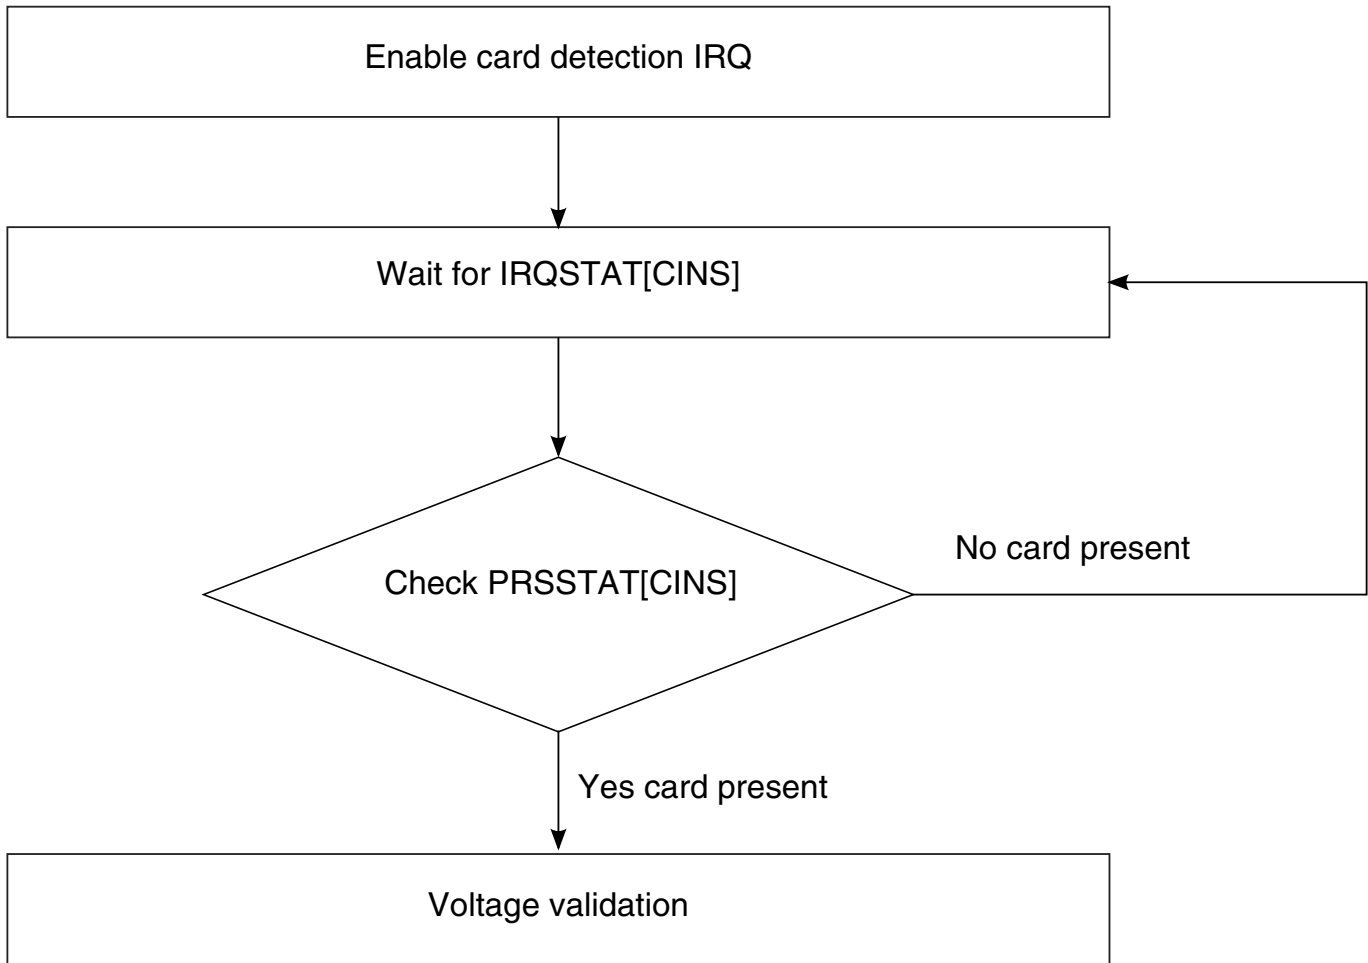 Enable card detection IRQ
Wait for IRQSTAT[CINS]
No card present
Check PRSSTAT[CINS]
Yes card present
Voltage validation